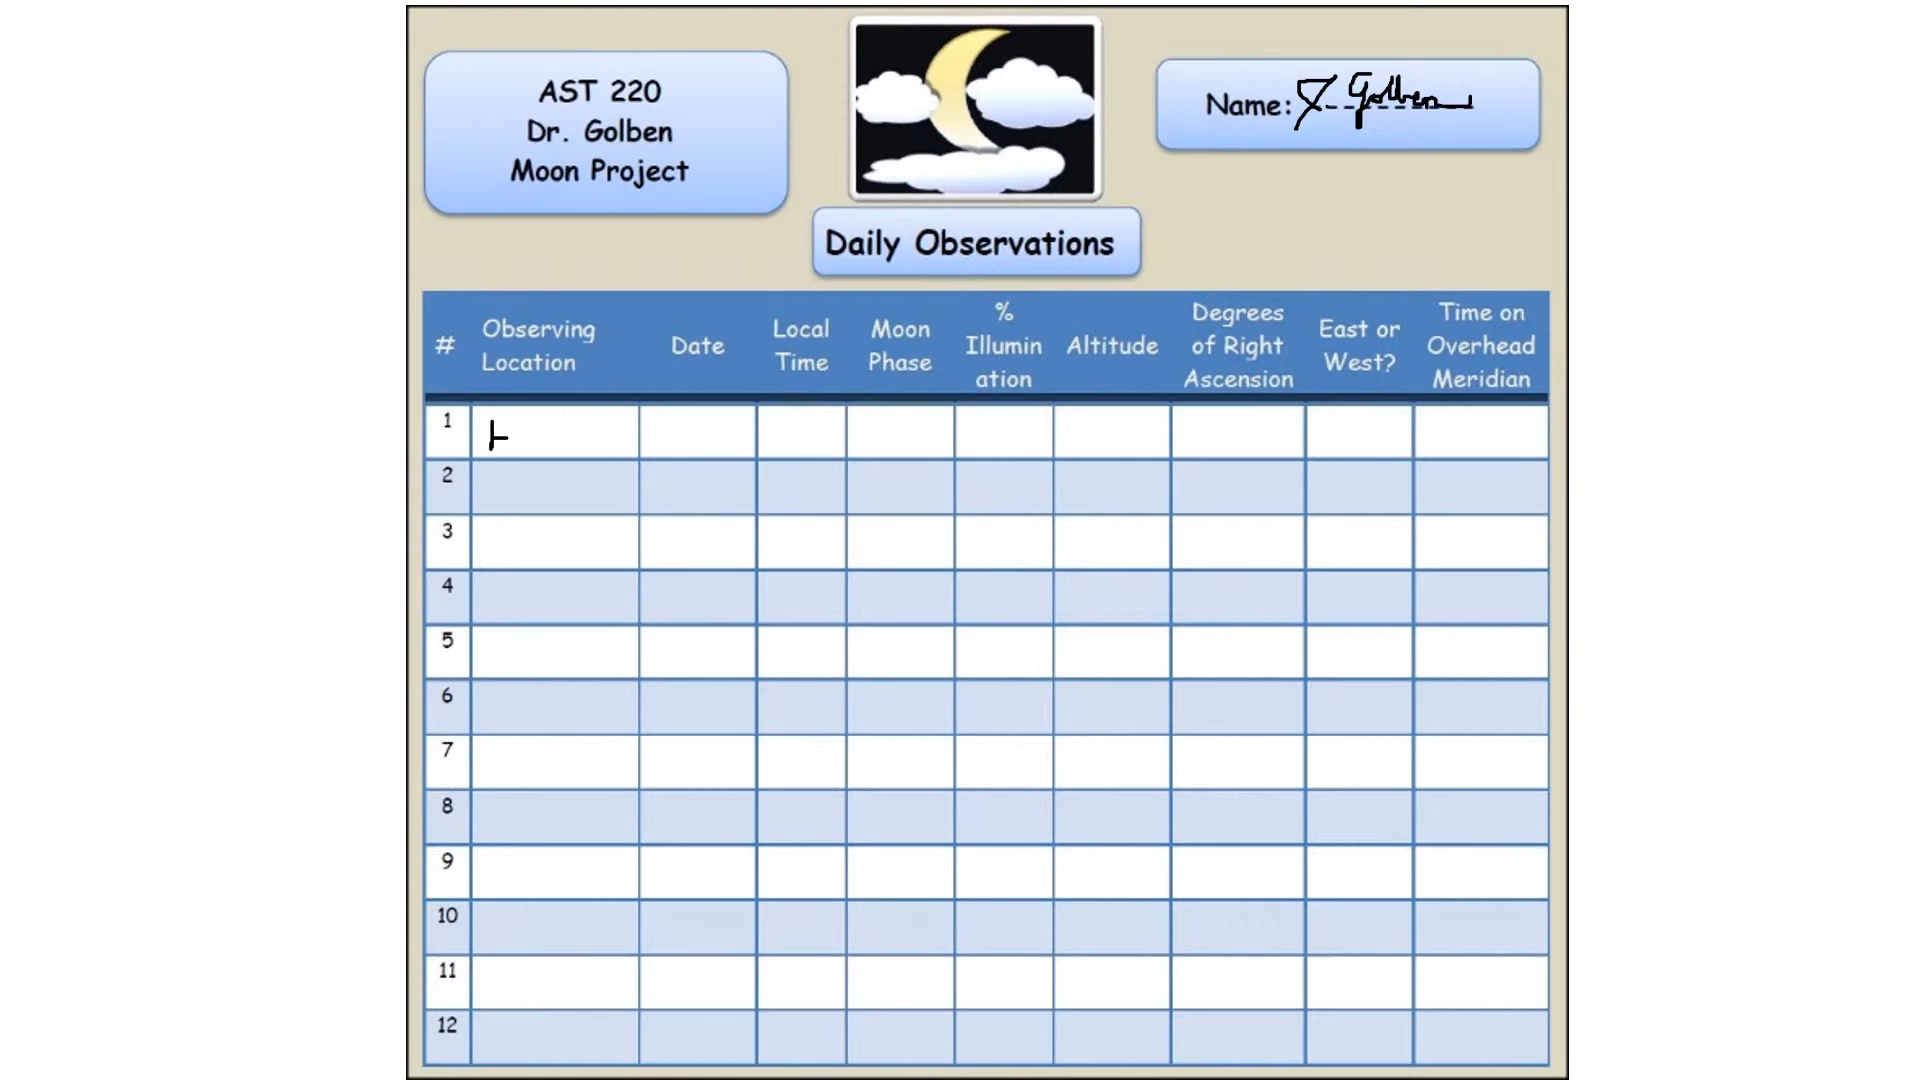 AST 220
Dr. Golben
Moon Project
Name: Golben
Daily Observations
#
Observing
Location
Date
Local
Time
Moon
Phase
%
Illumin
ation
Altitude
Degrees
of Right
Ascension
East or
West?
Time on
Overhead
Meridian
1
2
3
4
5
6
7
8
9
10
11
12